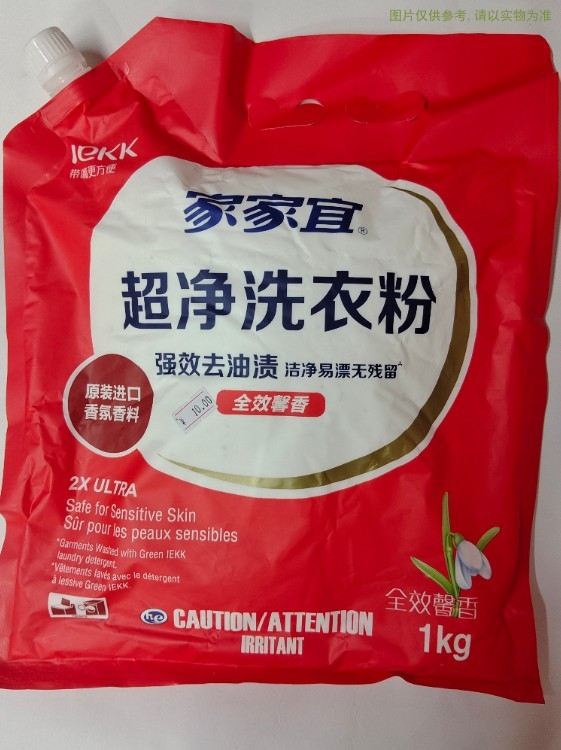 图片仅供参考, 请以实物为准
IEKK
带嘴更方便
家家宜®
超净洗衣粉
强效去油渍 洁净易漂无残留
全效馨香
原装进口
香氛香料
¥ 10.00
2X ULTRA
Safe for Sensitive Skin
Sûr pour les peaux sensibles
*Garments Washed with Green IEKK
laundry detergent.
*Vêtements lavés avec le détergent
à lessive Green IEKK.
he CAUTION/ATTENTION
IRRITANT
全效馨香
1kg